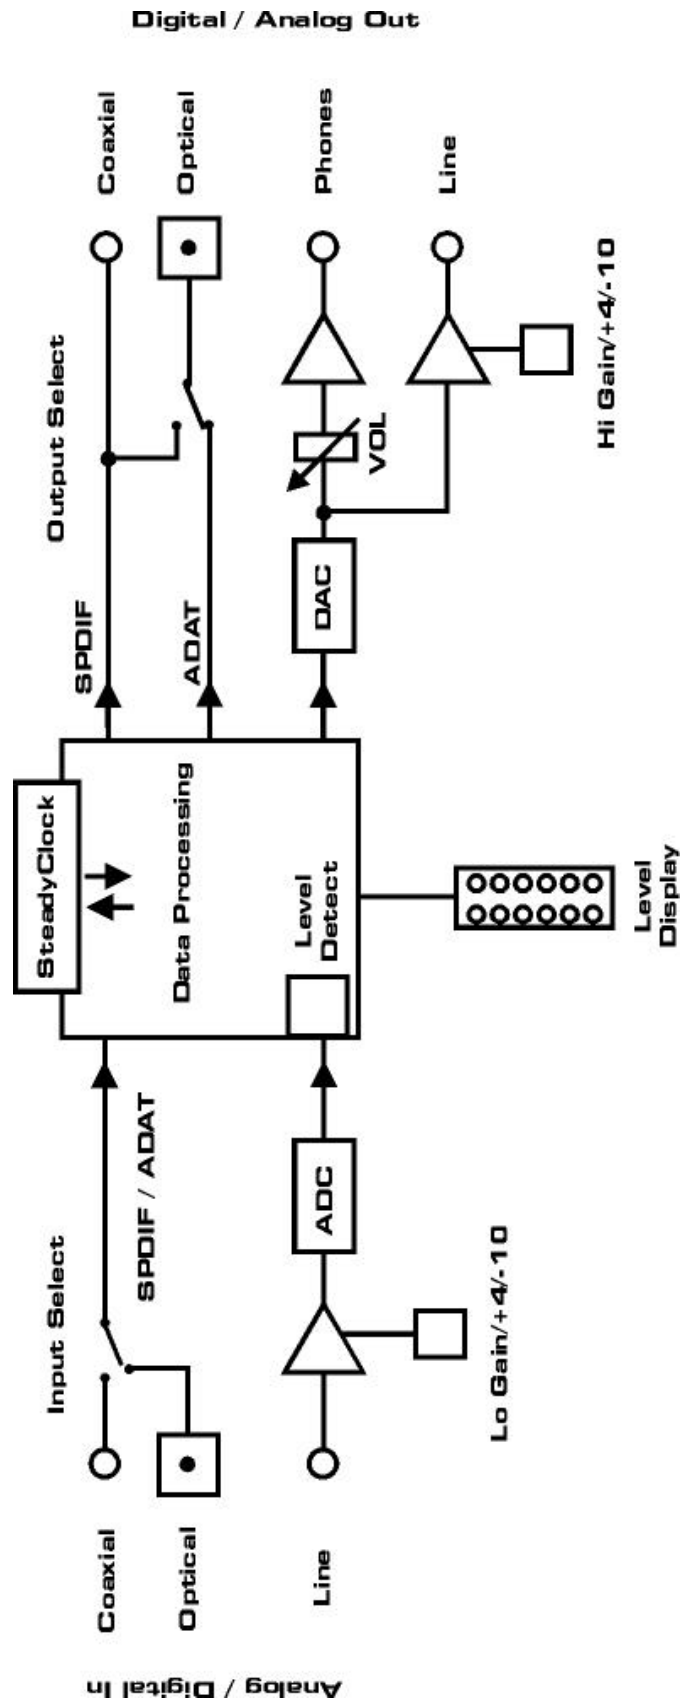 Digital / Analog Out
Coaxial
Optical
Phones
Line
Output Select
Hi Gain/+4/-10
VOL
SPDIF
ADAT
DAC
SteadyClock
Data Processing
Level
Detect
Level
Display
SPDIF / ADAT
ADC
Input Select
Lo Gain/+4/-10
Coaxial
Optical
Line
Analog / Digital In